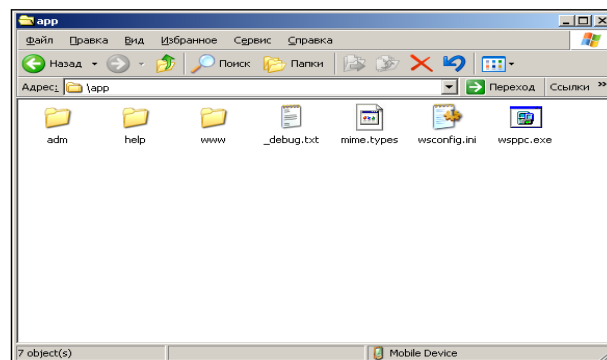 app
Файл Правка Вид Избранное Сервис Справка
Назад Поиск Папки
Адрес: \app Переход Ссылки »
adm help www _debug.txt mime.types wsconfig.ini wsppc.exe
7 object(s) Mobile Device